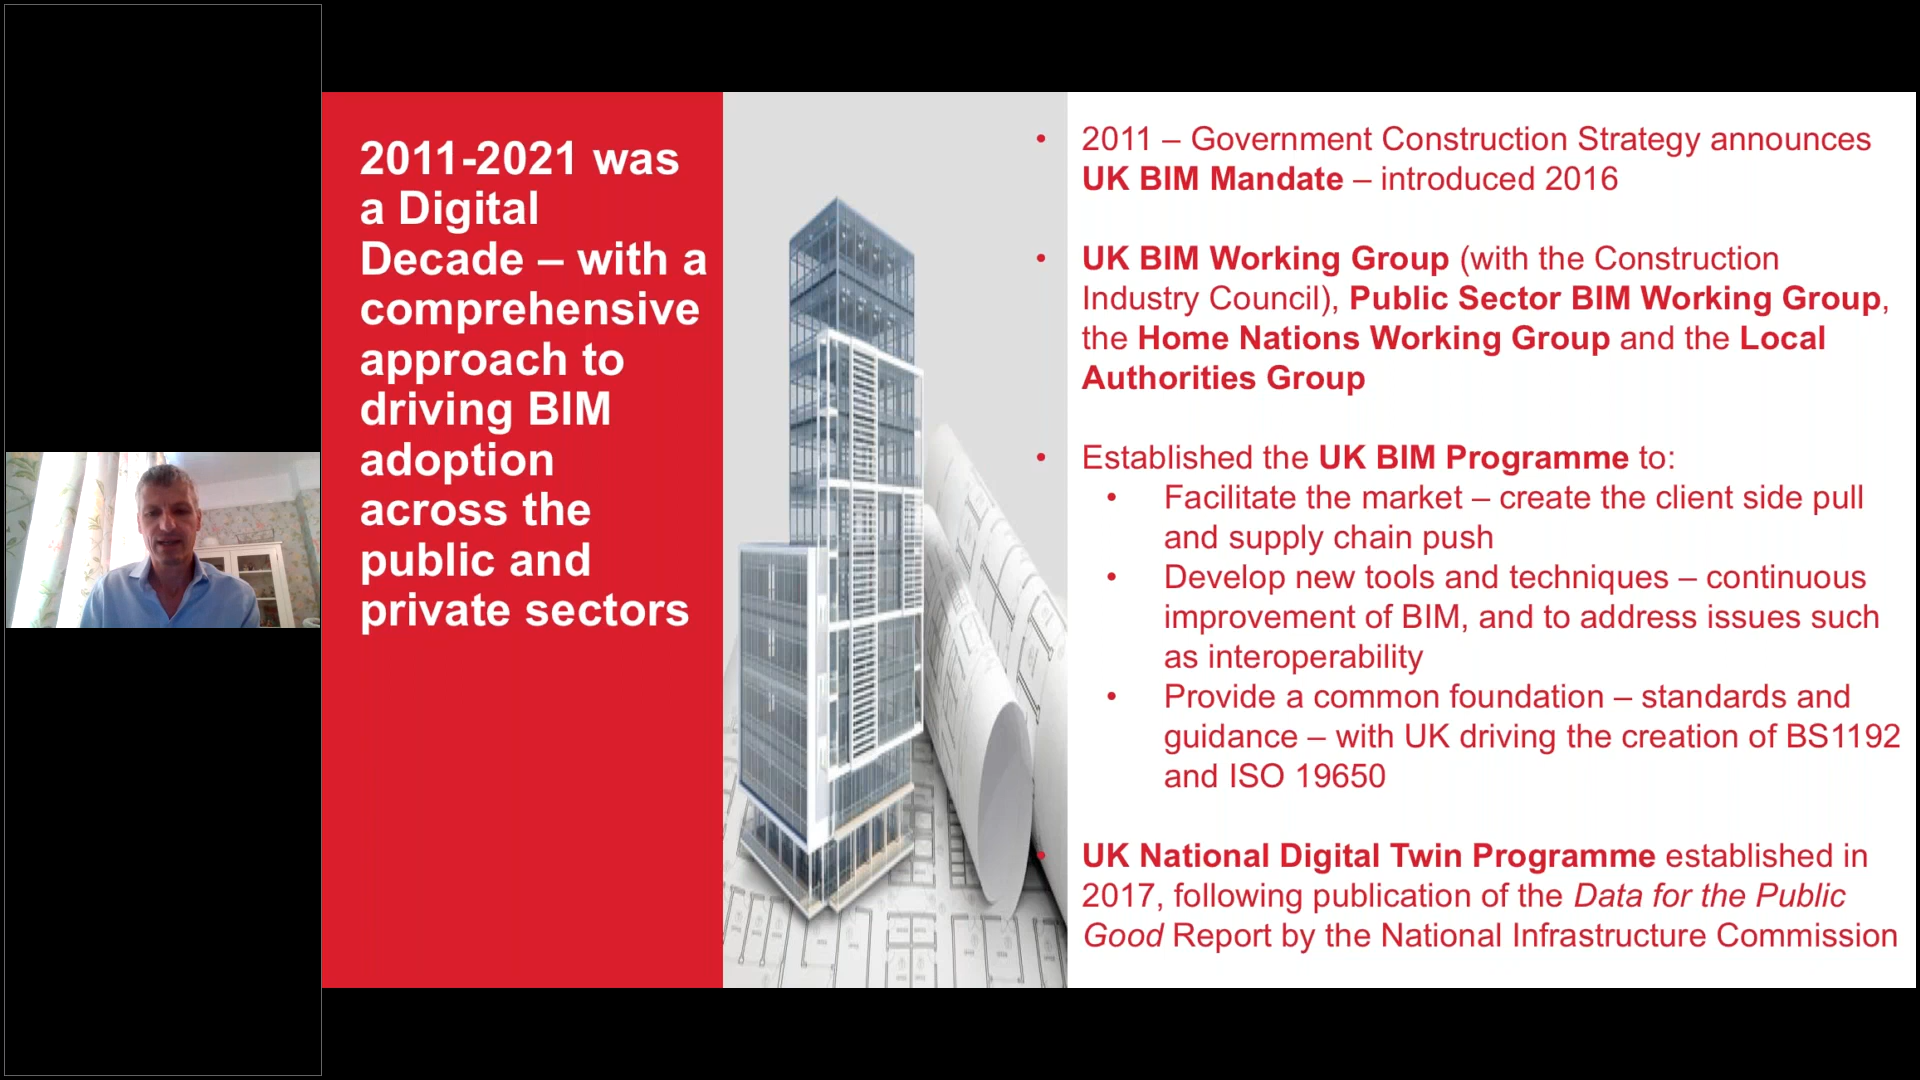 2011-2021 was
a Digital
Decade – with a
comprehensive
approach to
driving BIM
adoption
across the
public and
private sectors
• 2011 – Government Construction Strategy announces
UK BIM Mandate – introduced 2016
• UK BIM Working Group (with the Construction
Industry Council), Public Sector BIM Working Group,
the Home Nations Working Group and the Local
Authorities Group
• Established the UK BIM Programme to:
• Facilitate the market – create the client side pull
and supply chain push
• Develop new tools and techniques – continuous
improvement of BIM, and to address issues such
as interoperability
• Provide a common foundation – standards and
guidance – with UK driving the creation of BS1192
and ISO 19650
• UK National Digital Twin Programme established in
2017, following publication of the Data for the Public
Good Report by the National Infrastructure Commission